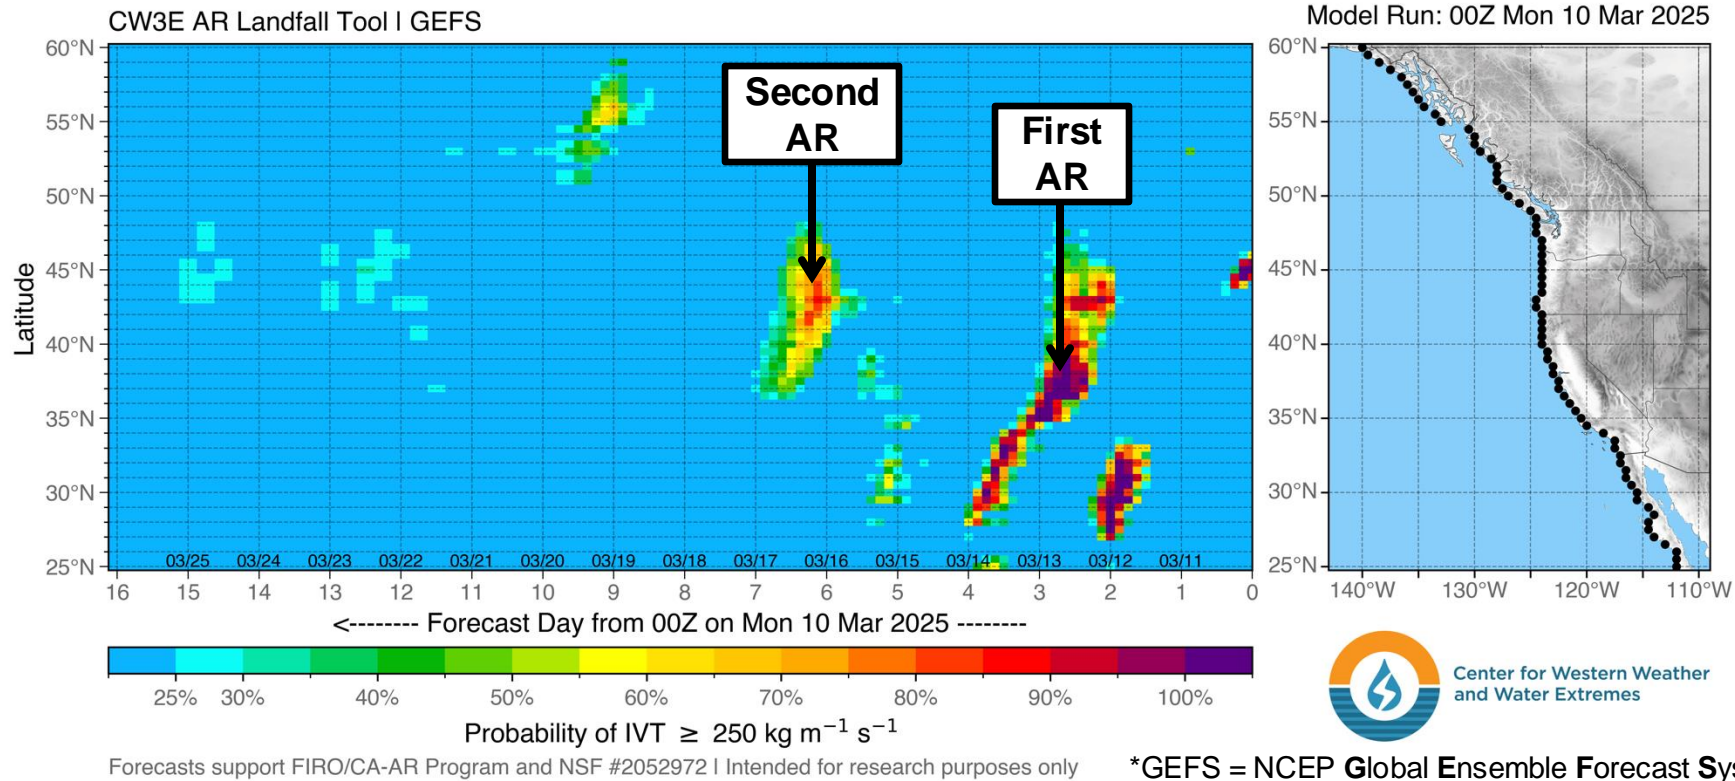 CW3E AR Landfall Tool | GEFS
Model Run: 00Z Mon 10 Mar 2025
60°N
55°N
50°N
45°N
40°N
35°N
30°N
25°N
Latitude
Second
AR
First
AR
03/25 03/24 03/23 03/22 03/21 03/20 03/19 03/18 03/17 03/16 03/15 03/14 03/13 03/12 03/11
16 15 14 13 12 11 10 9 8 7 6 5 4 3 2 1 0
<-------- Forecast Day from 00Z on Mon 10 Mar 2025 --------
60°N
55°N
50°N
45°N
40°N
35°N
30°N
25°N
140°W 130°W 120°W 110°W
25% 30% 40% 50% 60% 70% 80% 90% 100%
Probability of IVT ≥ 250 kg m⁻¹ s⁻¹
Center for Western Weather
and Water Extremes
Forecasts support FIRO/CA-AR Program and NSF #2052972 | Intended for research purposes only
*GEFS = NCEP Global Ensemble Forecast Sys